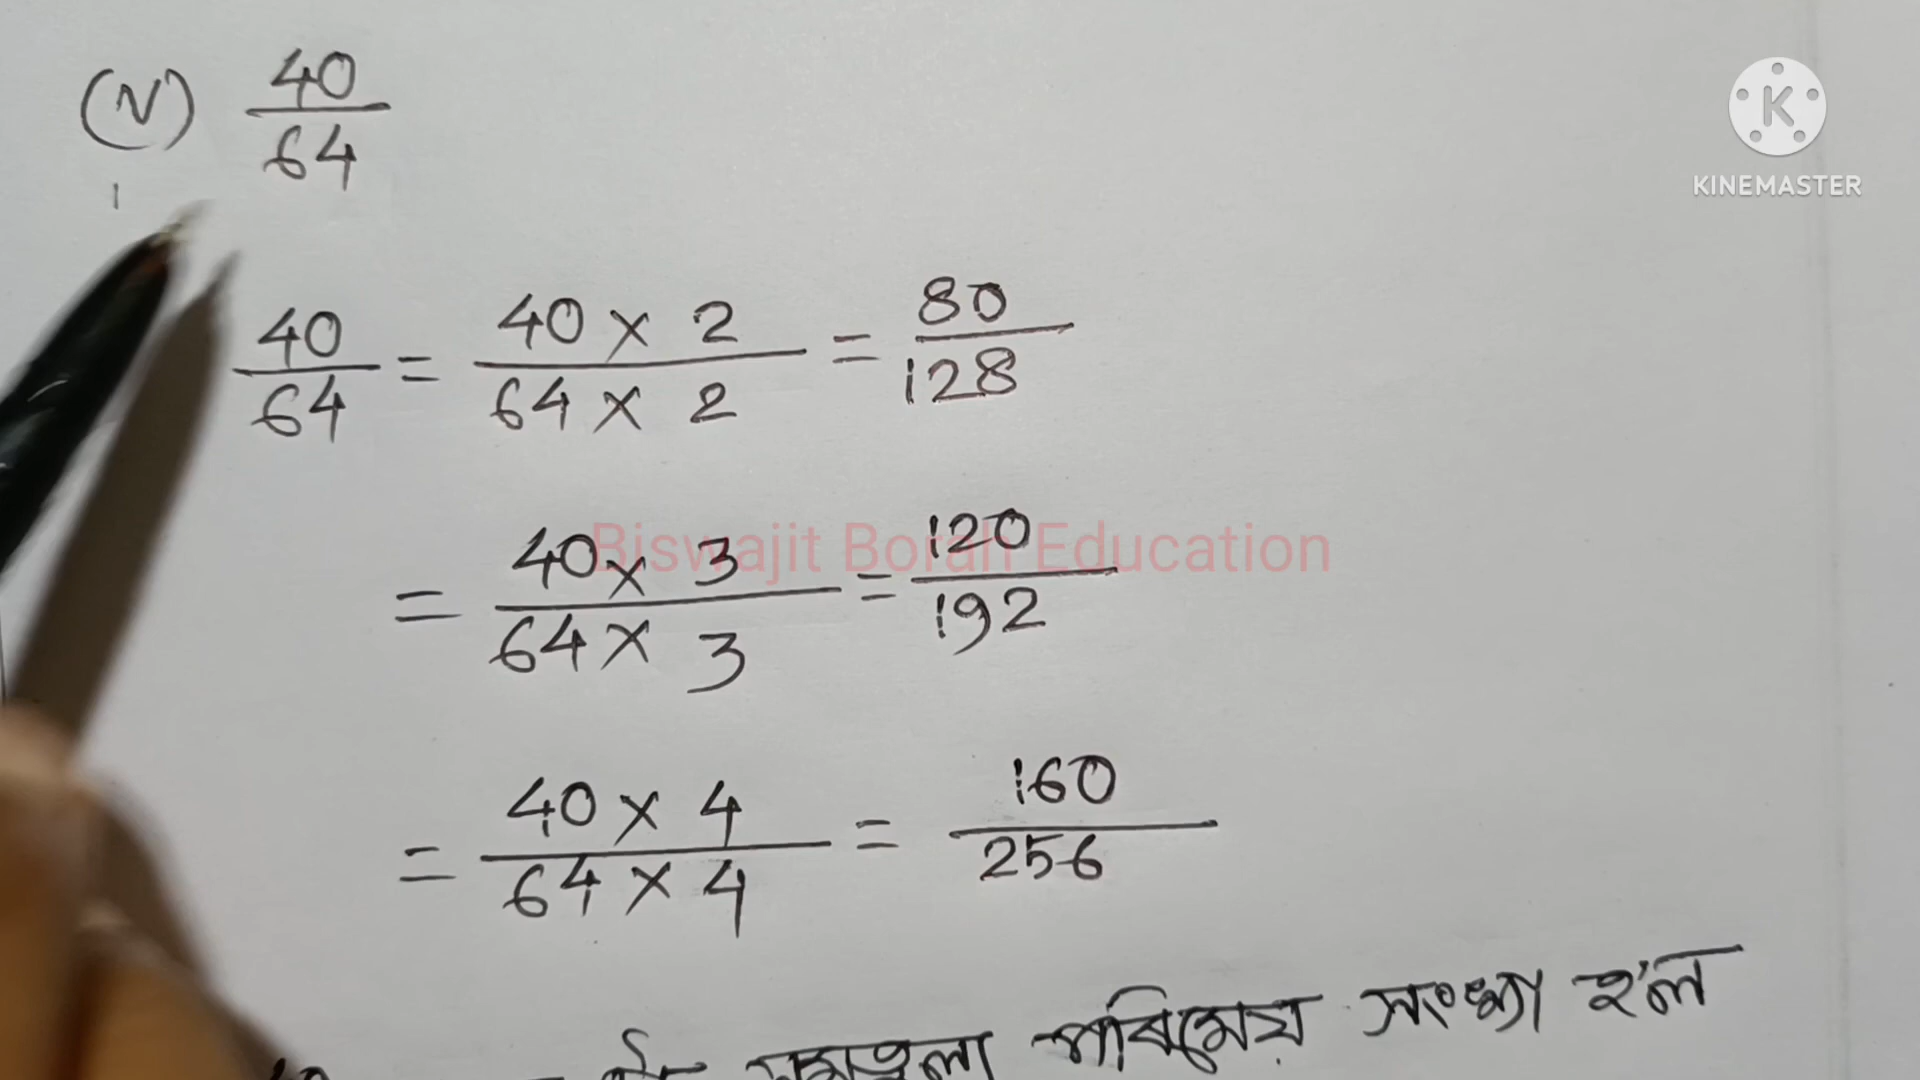 (V) 40/64
KINEMASTER
40/64 = 40 × 2/64 × 2 = 80/128
= 40 × 3/64 × 3 = 120/192
Biswajit Borah Education
= 40 × 4/64 × 4 = 160/256
সমতুল্য পৰিমেয় সংখ্যা হ'ল